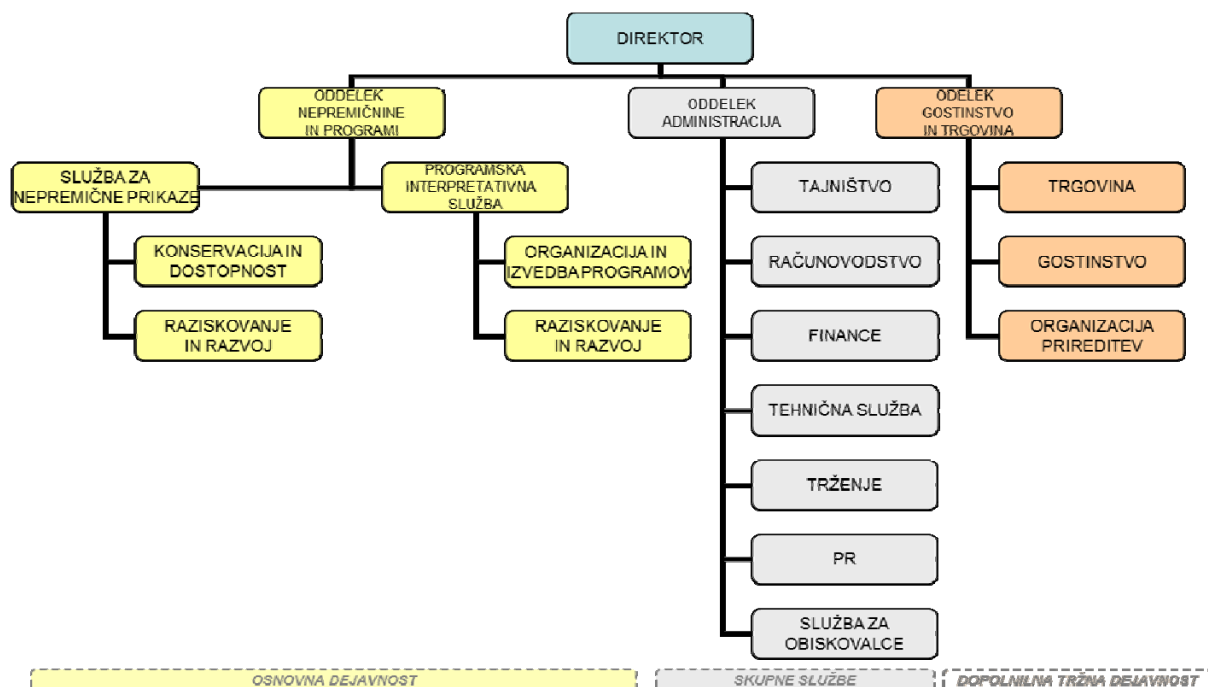 DIREKTOR
ODDELEK
NEPREMIČNINE
IN PROGRAMI
ODDELEK
ADMINISTRACIJA
ODELEK
GOSTINSTVO
IN TRGOVINA
SLUŽBA ZA
NEPREMIČNE PRIKAZE
PROGRAMSKA
INTERPRETATIVNA
SLUŽBA
KONSERVACIJA IN
DOSTOPNOST
RAZISKOVANJE
IN RAZVOJ
ORGANIZACIJA IN
IZVEDBA PROGRAMOV
RAZISKOVANJE
IN RAZVOJ
TAJNIŠTVO
RAČUNOVODSTVO
FINANCE
TEHNIČNA SLUŽBA
TRŽENJE
PR
SLUŽBA ZA
OBISKOVALCE
TRGOVINA
GOSTINSTVO
ORGANIZACIJA
PRIREDITEV
OSNOVNA DEJAVNOST
SKUPNE SLUŽBE
DOPOLNILNA TRŽNA DEJAVNOST